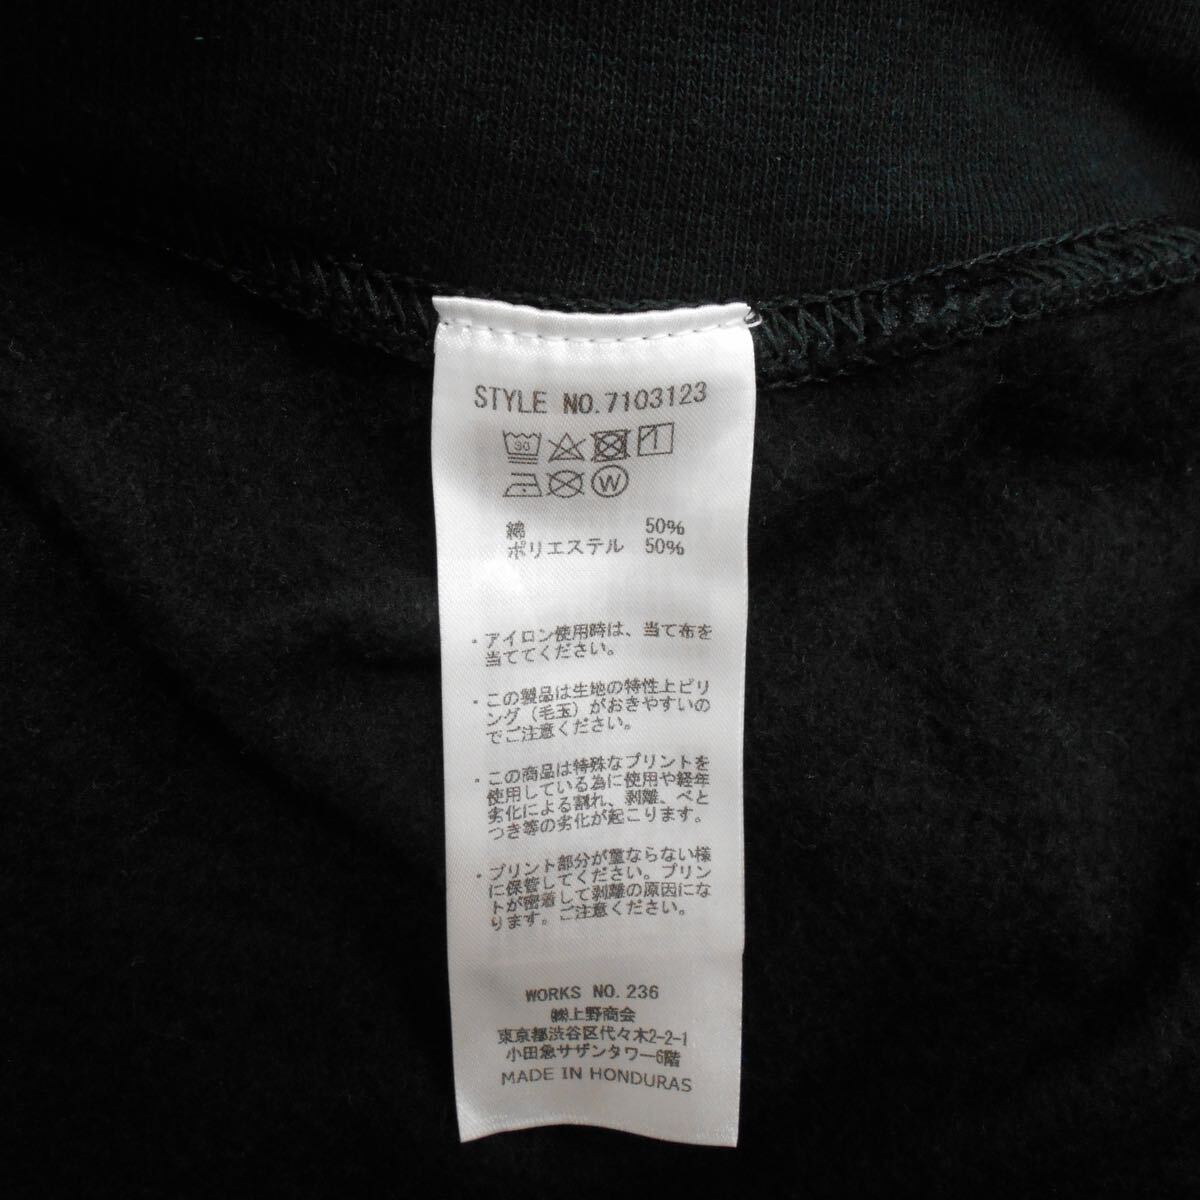 STYLE NO.7103123
30
W
綿 50%
ポリエステル 50%
・アイロン使用時は、当て布を
当ててください。
・この製品は生地の特性上ピリ
ング（毛玉）がおきやすいの
でご注意ください。
・この商品は特殊なプリントを
使用している為に使用や経年
劣化による割れ、剥離、べと
つき等の劣化が起こります。
・プリント部分が重ならない様
に保管してください。プリン
トが密着して剥離の原因にな
ります。ご注意ください。
WORKS NO. 236
㈱上野商会
東京都渋谷区代々木2-2-1
小田急サザンタワー6階
MADE IN HONDURAS